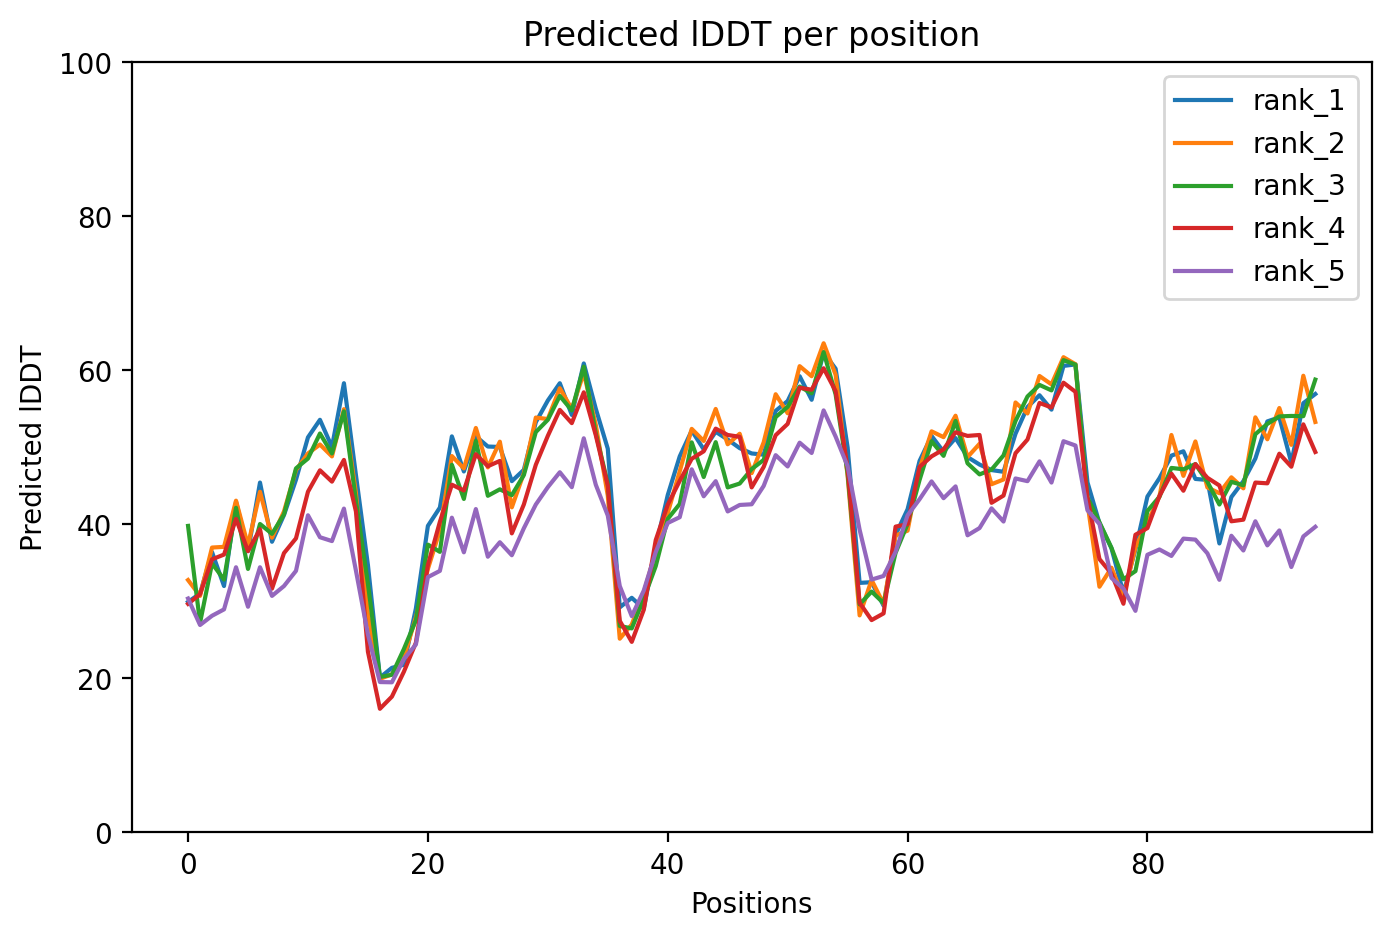 Predicted lDDT per position
100
80
60
40
20
0
Predicted lDDT
0 20 40 60 80
Positions
rank_1
rank_2
rank_3
rank_4
rank_5